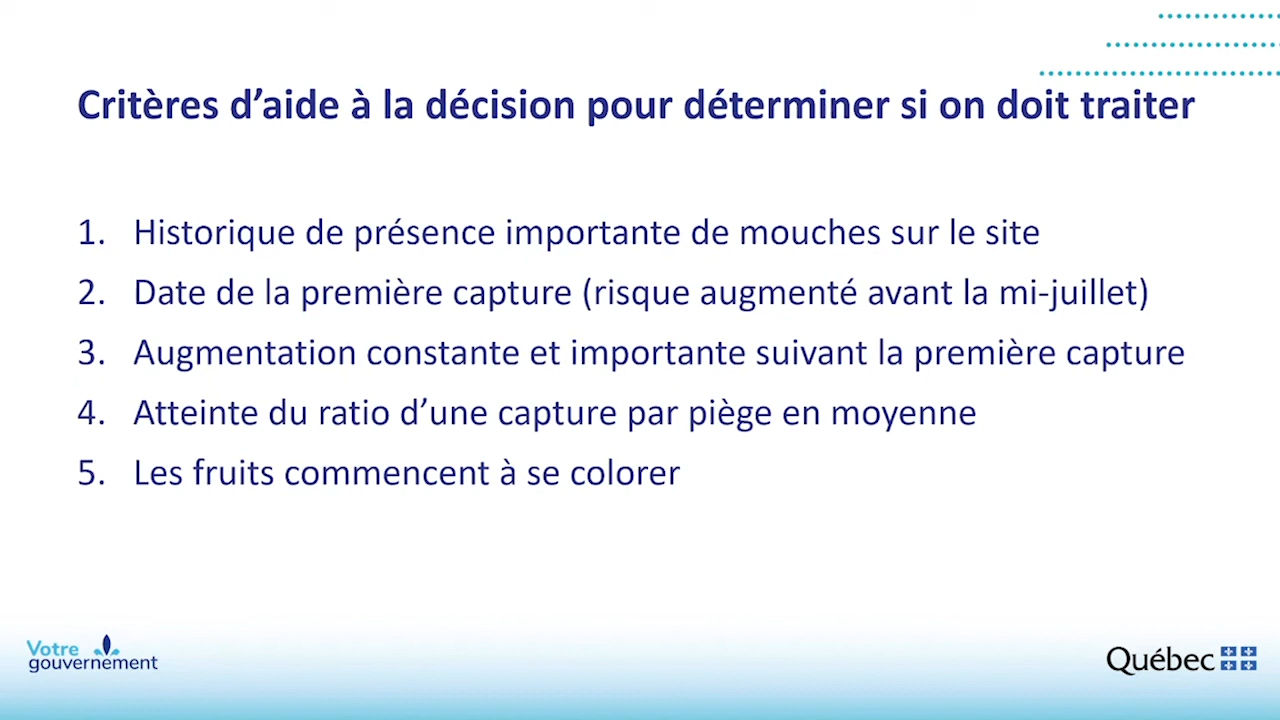 Critères d’aide à la décision pour déterminer si on doit traiter
1. Historique de présence importante de mouches sur le site
2. Date de la première capture (risque augmenté avant la mi-juillet)
3. Augmentation constante et importante suivant la première capture
4. Atteinte du ratio d’une capture par piège en moyenne
5. Les fruits commencent à se colorer
Votre
gouvernement
Québec